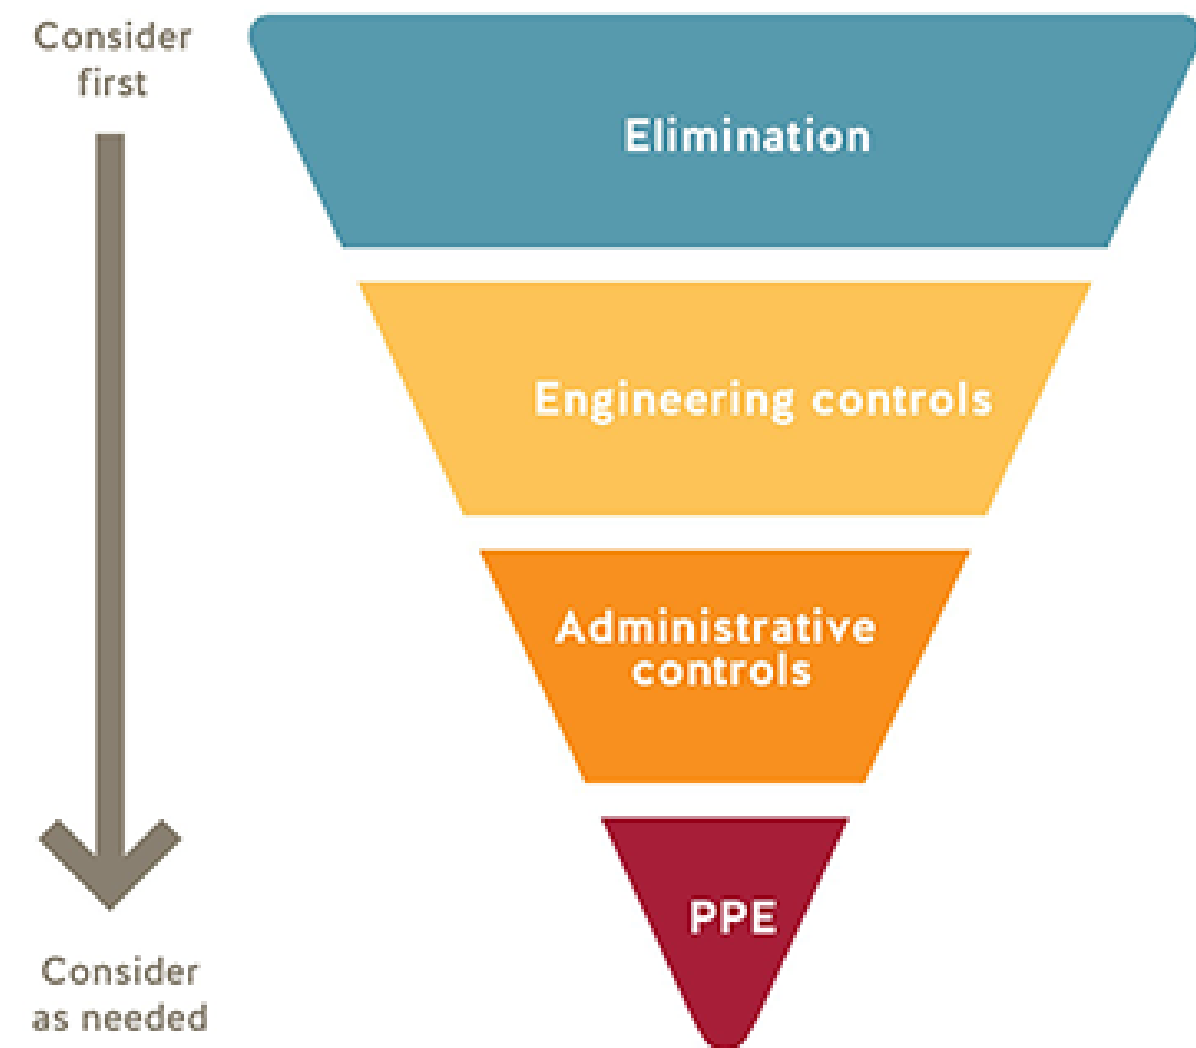 Consider
first
Elimination
Engineering controls
Administrative
controls
PPE
Consider
as needed